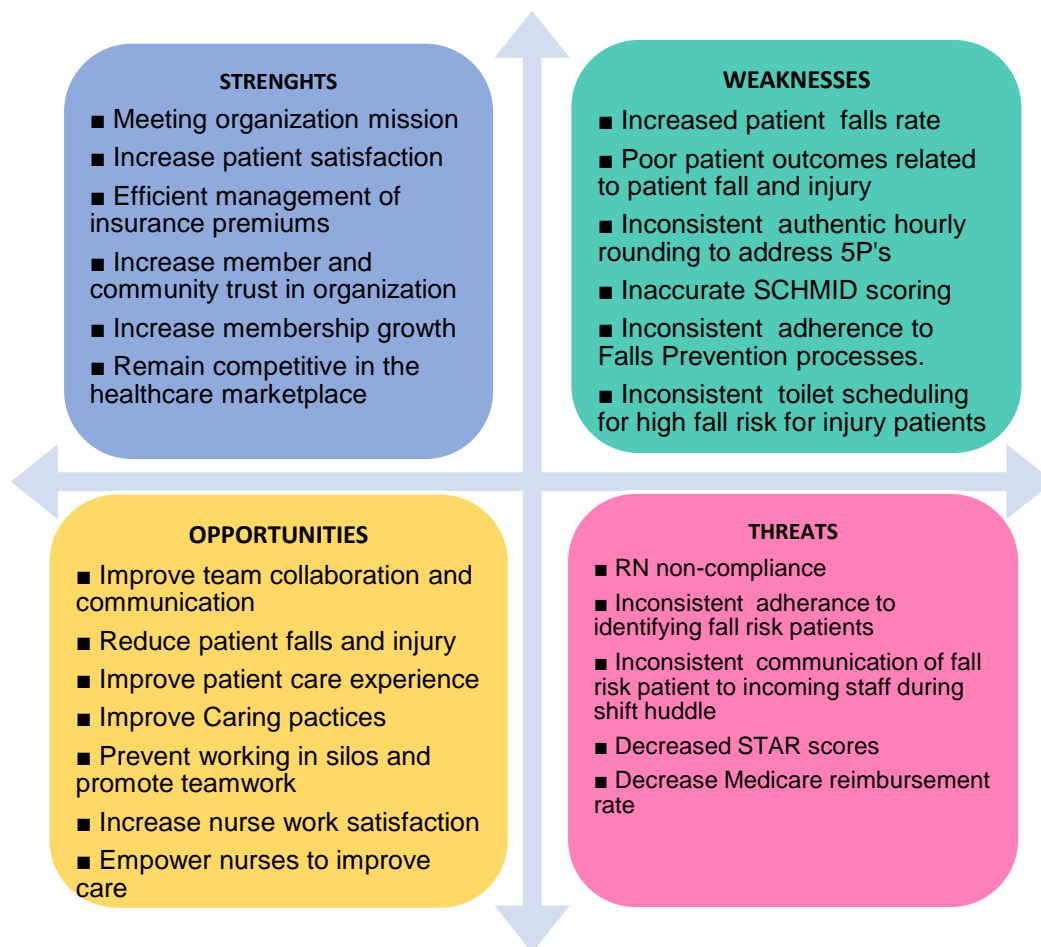 STRENGHTS
■ Meeting organization mission
■ Increase patient satisfaction
■ Efficient management of
insurance premiums
■ Increase member and
community trust in organization
■ Increase membership growth
■ Remain competitive in the
healthcare marketplace
WEAKNESSES
■ Increased patient  falls rate
■ Poor patient outcomes related
to patient fall and injury
■ Inconsistent  authentic hourly
rounding to address 5P's
■ Inaccurate SCHMID scoring
■ Inconsistent  adherence to
Falls Prevention processes.
■ Inconsistent  toilet scheduling
for high fall risk for injury patients
OPPORTUNITIES
■ Improve team collaboration and
communication
■ Reduce patient falls and injury
■ Improve patient care experience
■ Improve Caring pactices
■ Prevent working in silos and
promote teamwork
■ Increase nurse work satisfaction
■ Empower nurses to improve
care
THREATS
■ RN non-compliance
■ Inconsistent  adherance to
identifying fall risk patients
■ Inconsistent  communication of fall
risk patient to incoming staff during
shift huddle
■ Decreased STAR scores
■ Decrease Medicare reimbursement
rate